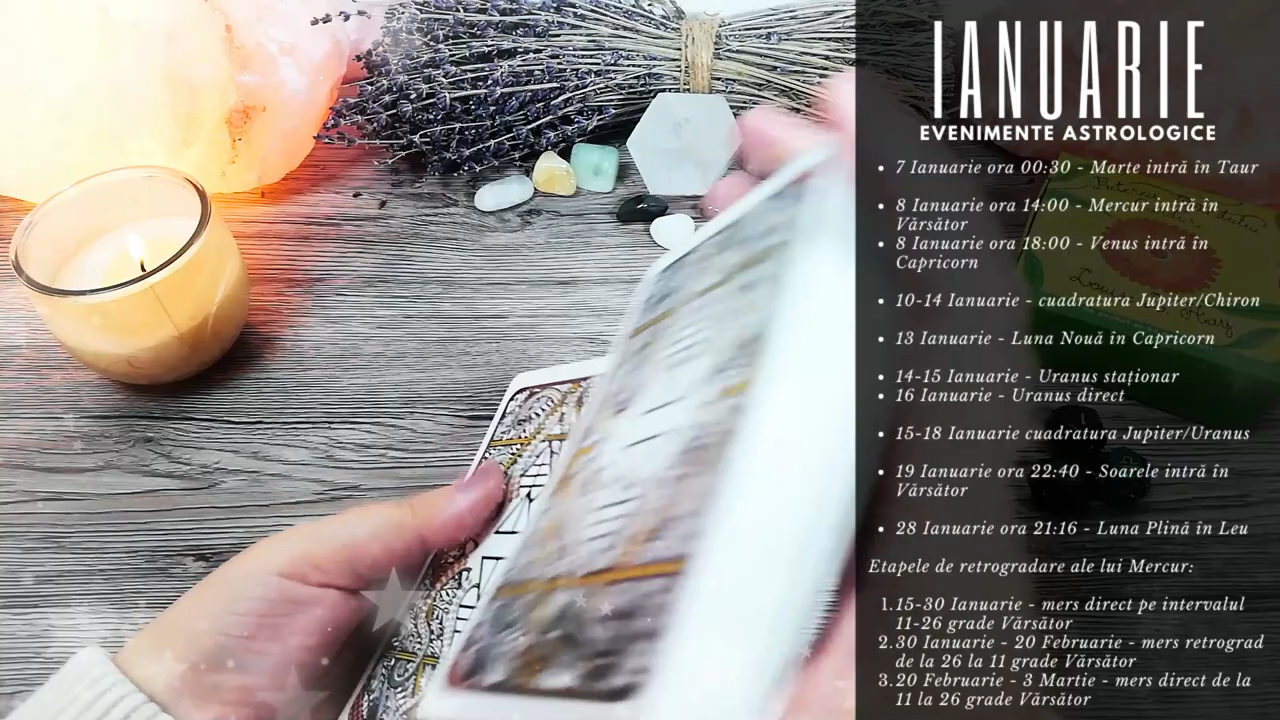 IANUARIE
EVENIMENTE ASTROLOGICE
• 7 Ianuarie ora 00:30 - Marte intră în Taur
• 8 Ianuarie ora 14:00 - Mercur intră în
Vărsător
• 8 Ianuarie ora 18:00 - Venus intră în
Capricorn
• 10-14 Ianuarie - cuadratura Jupiter/Chiron
• 13 Ianuarie - Luna Nouă în Capricorn
• 14-15 Ianuarie - Uranus staționar
• 16 Ianuarie - Uranus direct
• 15-18 Ianuarie cuadratura Jupiter/Uranus
• 19 Ianuarie ora 22:40 - Soarele intră în
Vărsător
• 28 Ianuarie ora 21:16 - Luna Plină în Leu
Etapele de retrogradare ale lui Mercur:
1.15-30 Ianuarie - mers direct pe intervalul
11-26 grade Vărsător
2.30 Ianuarie - 20 Februarie - mers retrograd
de la 26 la 11 grade Vărsător
3.20 Februarie - 3 Martie - mers direct de la
11 la 26 grade Vărsător
Louise Hay